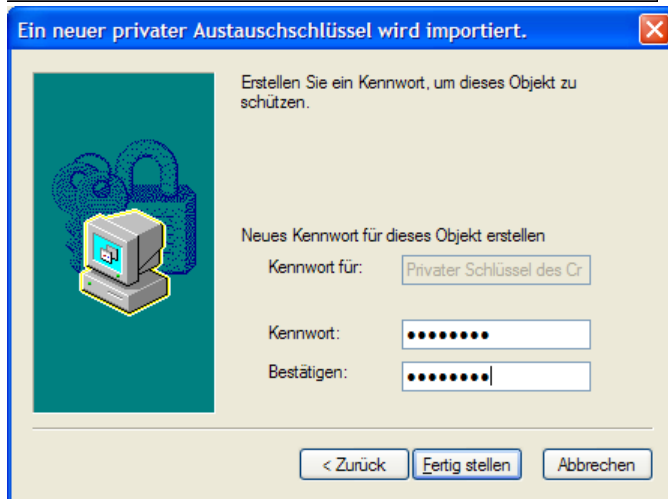 Ein neuer privater Austauschschlüssel wird importiert.
Erstellen Sie ein Kennwort, um dieses Objekt zu
schützen.
Neues Kennwort für dieses Objekt erstellen
Kennwort für: Privater Schlüssel des Cr
Kennwort: ●●●●●●●●
Bestätigen: ●●●●●●●●
< Zurück Fertig stellen Abbrechen